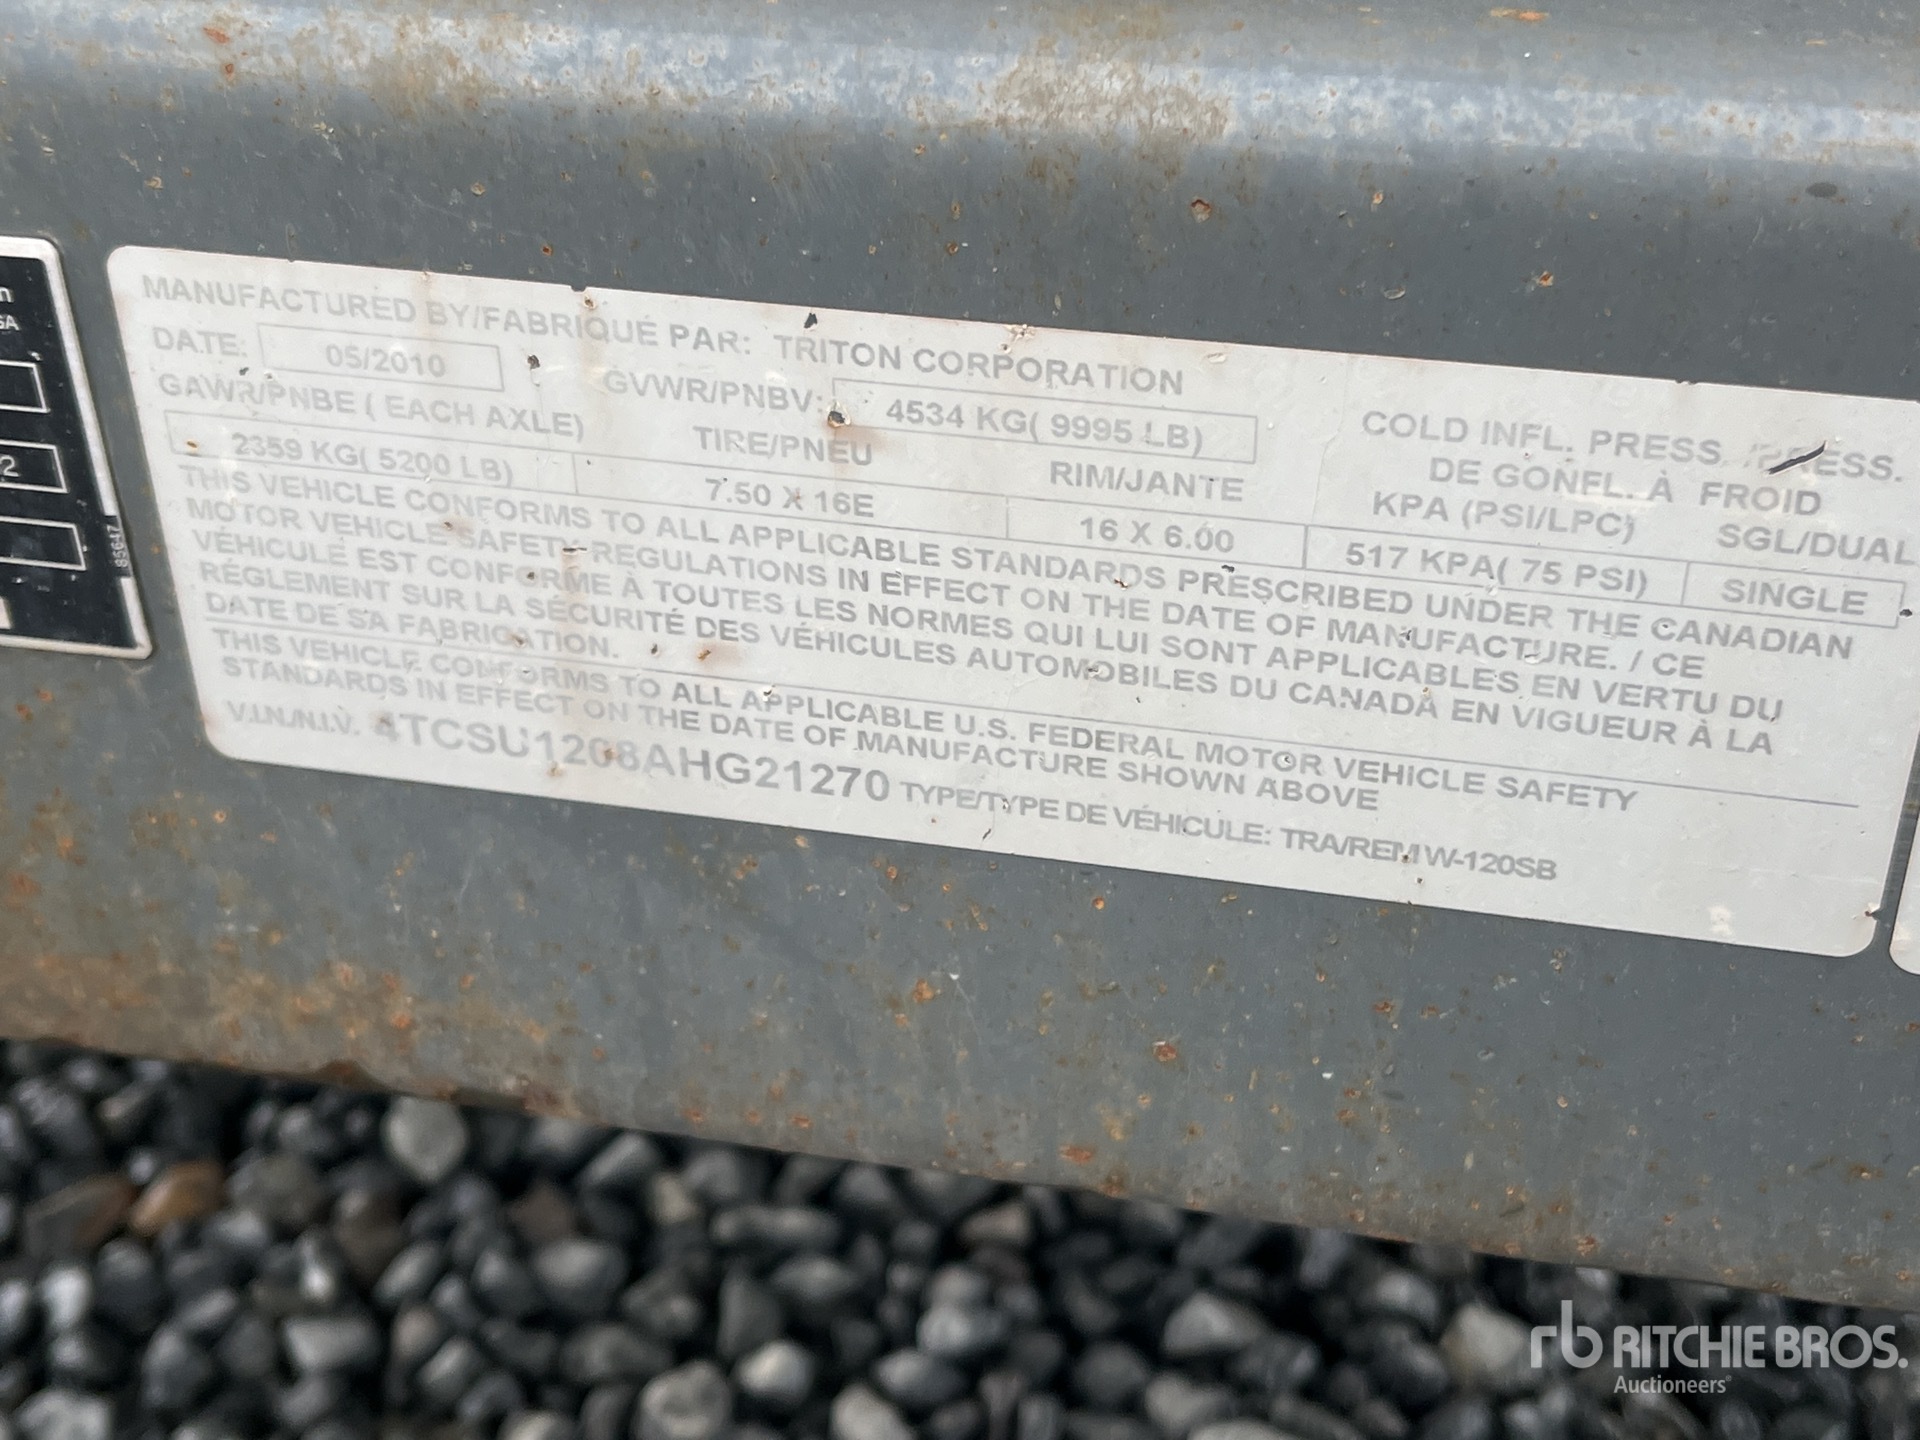 MANUFACTURED BY/FABRIQUÉ PAR: TRITON CORPORATION
DATE: 05/2010 GVWR/PNBV: 4534 KG( 9995 LB)
COLD INFL. PRESS. /PRESS.
DE GONFL. À FROID
GAWR/PNBE ( EACH AXLE) TIRE/PNEU RIM/JANTE KPA (PSI/LPC) SGL/DUAL
2359 KG( 5200 LB) 7.50 X 16E 16 X 6.00 517 KPA( 75 PSI) SINGLE
THIS VEHICLE CONFORMS TO ALL APPLICABLE STANDARDS PRESCRIBED UNDER THE CANADIAN
MOTOR VEHICLE SAFETY REGULATIONS IN EFFECT ON THE DATE OF MANUFACTURE. / CE
VÉHICULE EST CONFORME À TOUTES LES NORMES QUI LUI SONT APPLICABLES EN VERTU DU
RÉGLEMENT SUR LA SÉCURITÉ DES VÉHICULES AUTOMOBILES DU CANADA EN VIGUEUR À LA
DATE DE SA FABRICATION.
THIS VEHICLE CONFORMS TO ALL APPLICABLE U.S. FEDERAL MOTOR VEHICLE SAFETY
STANDARDS IN EFFECT ON THE DATE OF MANUFACTURE SHOWN ABOVE
V.I.N./N.I.V. 4TCSU1208AHG21270 TYPE/TYPE DE VÉHICULE: TRA/REM W-120SB
85647
rb RITCHIE BROS.
Auctioneers